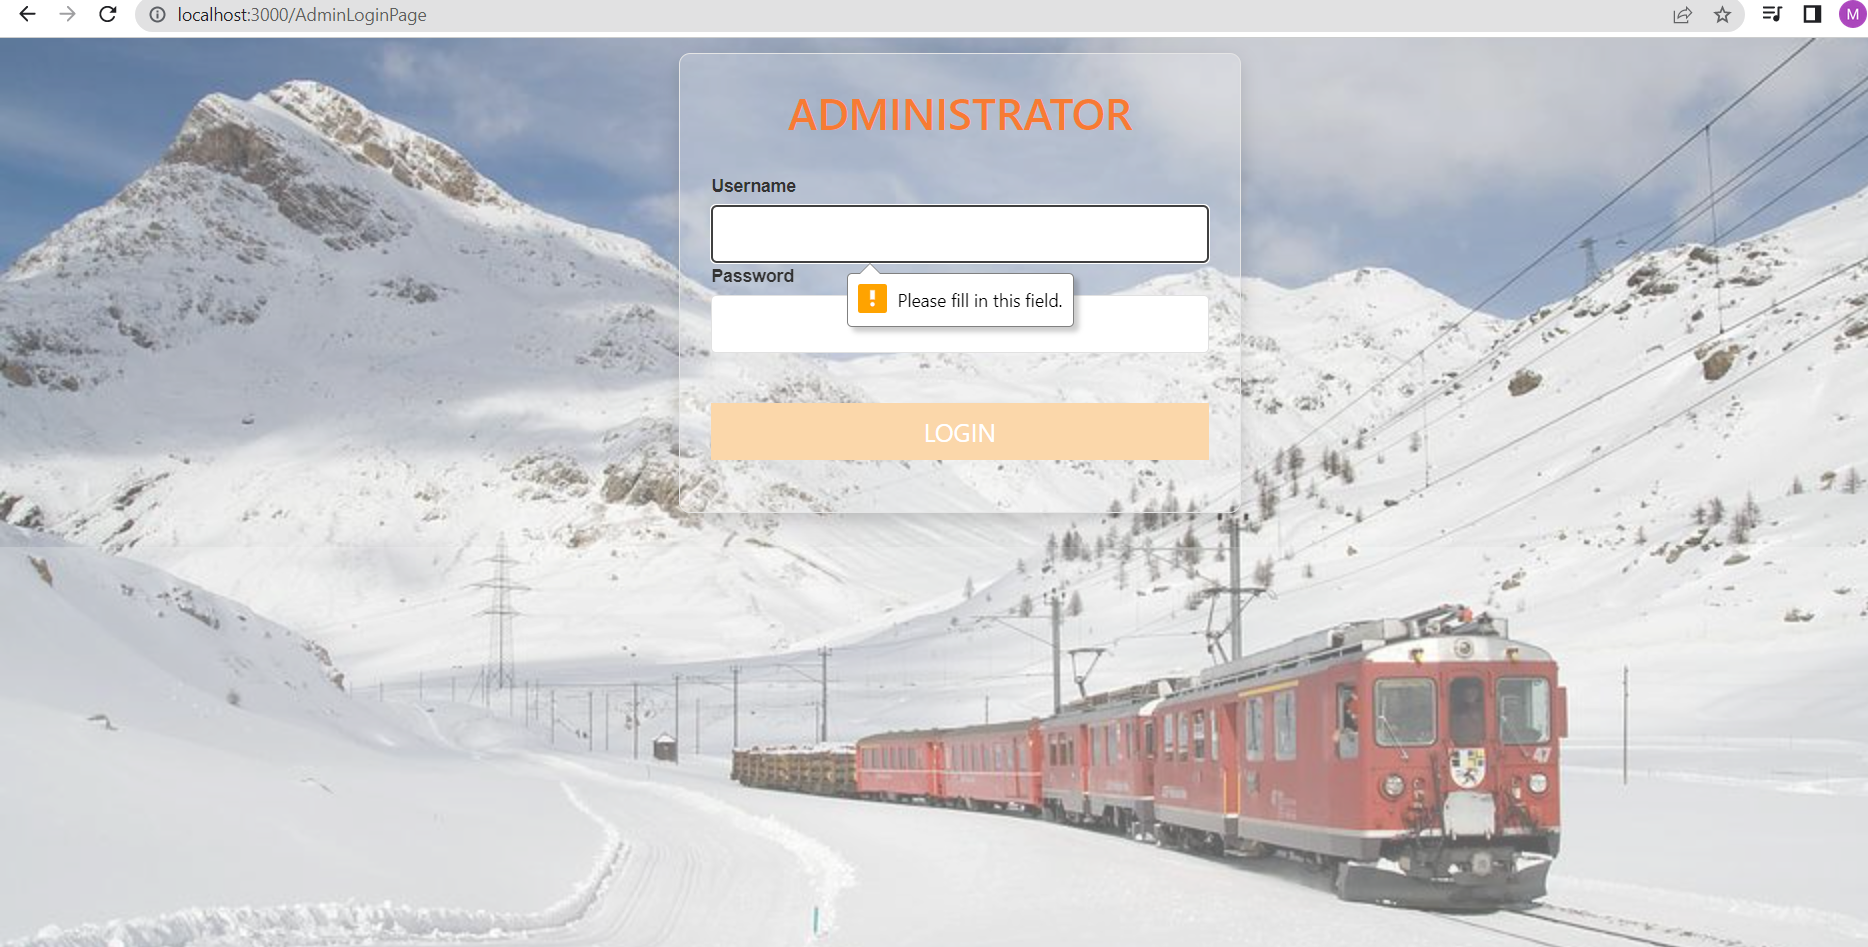 localhost:3000/AdminLoginPage
M
ADMINISTRATOR
Username
Password
Please fill in this field.
LOGIN
47